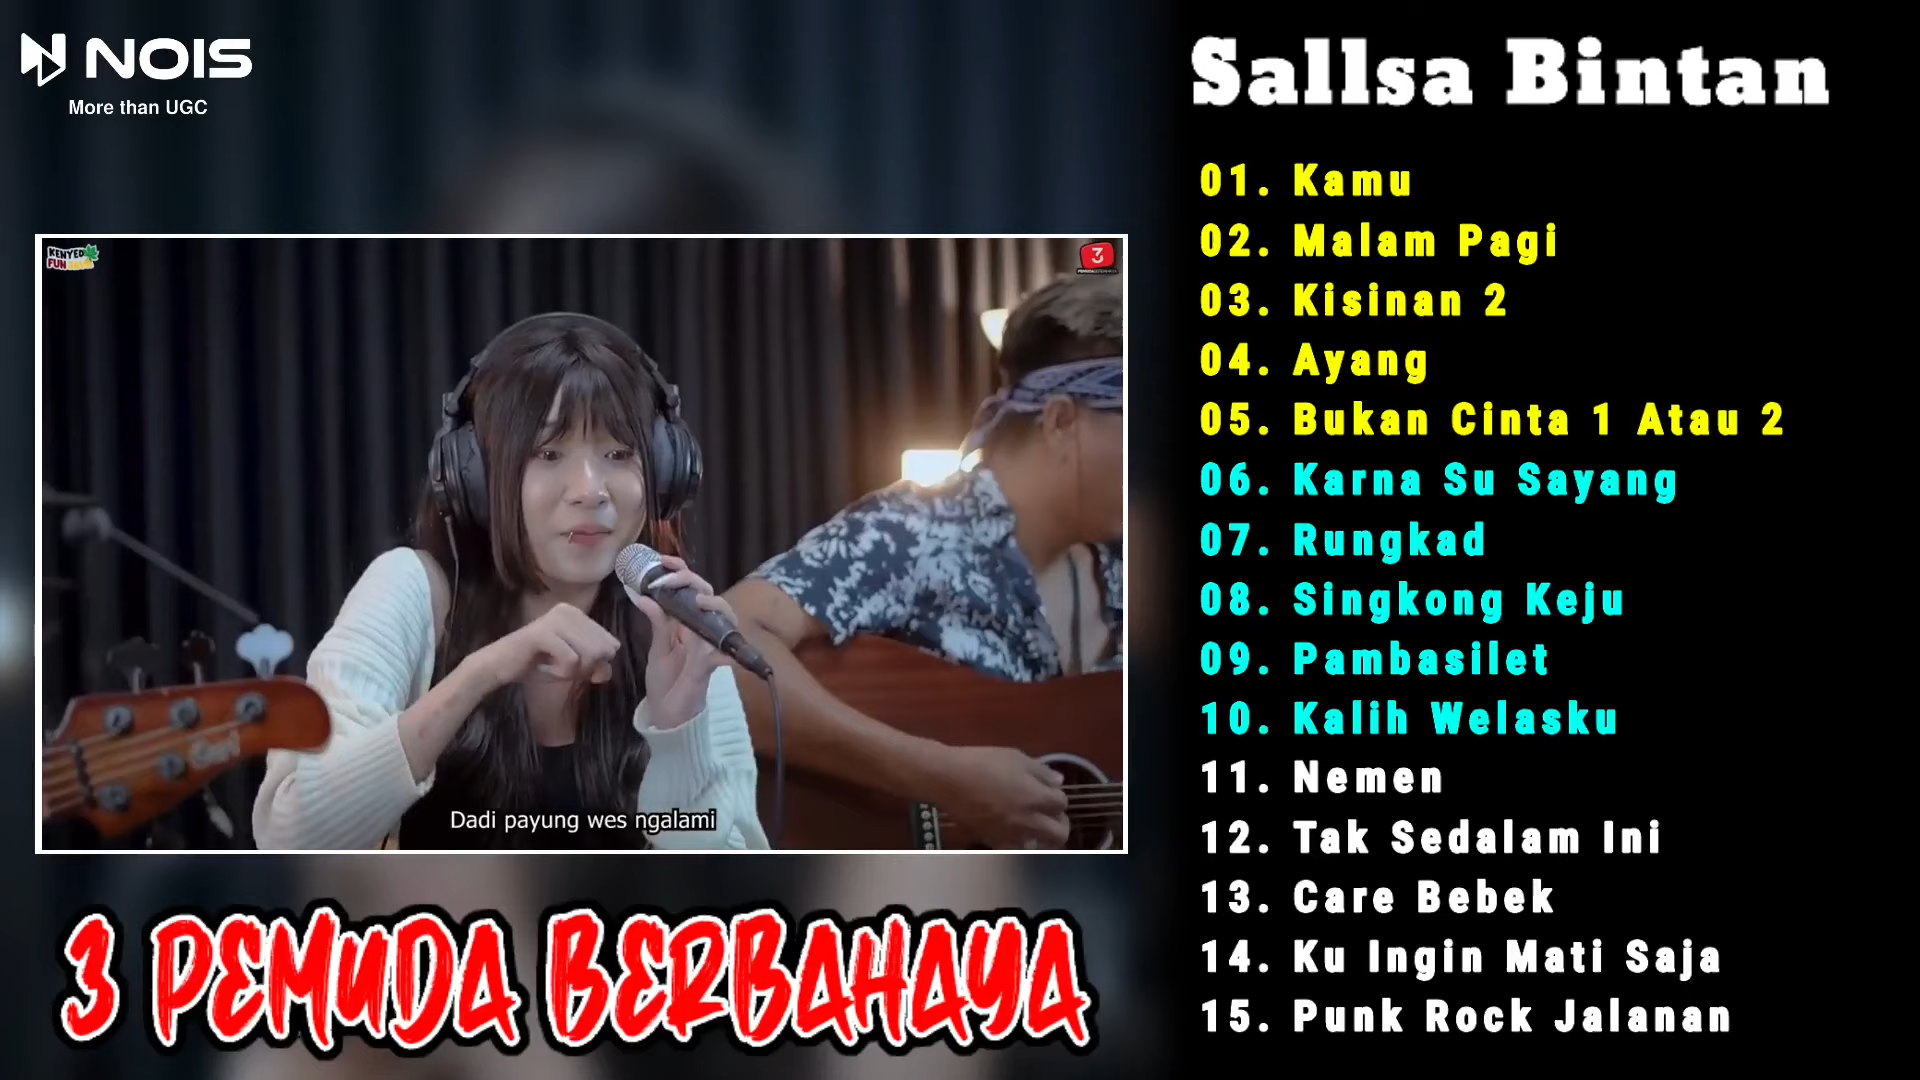 NOIS
More than UGC
Sallsa Bintan
01. Kamu
02. Malam Pagi
03. Kisinan 2
04. Ayang
05. Bukan Cinta 1 Atau 2
06. Karna Su Sayang
07. Rungkad
08. Singkong Keju
09. Pambasilet
10. Kalih Welasku
11. Nemen
12. Tak Sedalam Ini
13. Care Bebek
14. Ku Ingin Mati Saja
15. Punk Rock Jalanan
KENYED
FUN
3
Dadi payung wes ngalami
3 PEMUDA BERBAHAYA